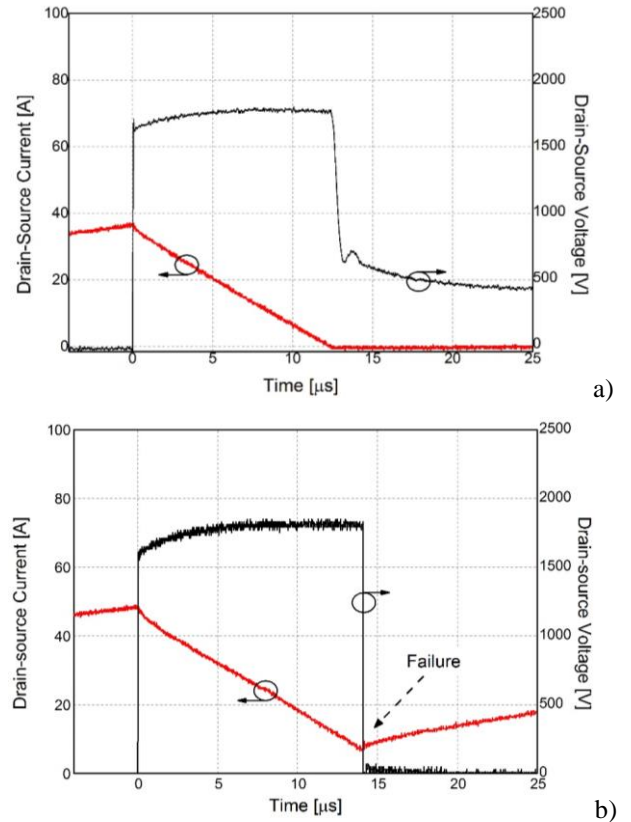 100
80
60
40
20
0
Drain-Source Current [A]
2500
2000
1500
1000
500
0
Drain-Source Voltage [V]
0 5 10 15 20 25
Time [μs]
a)
100
80
60
40
20
0
Drain-source Current [A]
2500
2000
1500
1000
500
0
Drain-source Voltage [V]
Failure
0 5 10 15 20 25
Time [μs]
b)